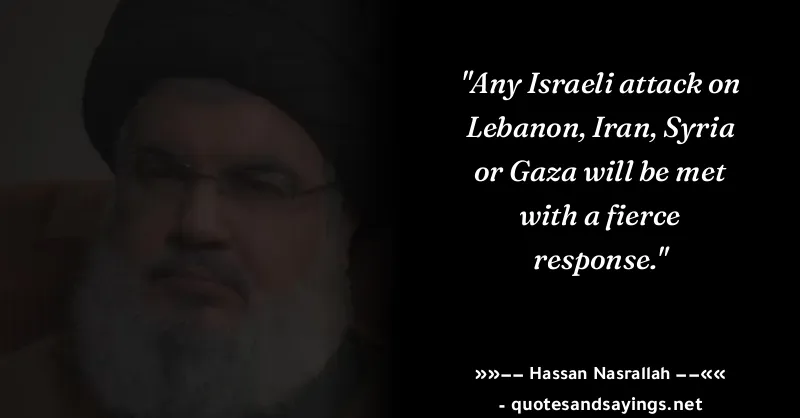 "Any Israeli attack on
Lebanon, Iran, Syria
or Gaza will be met
with a fierce
response."
»»−− Hassan Nasrallah −−««
- quotesandsayings.net